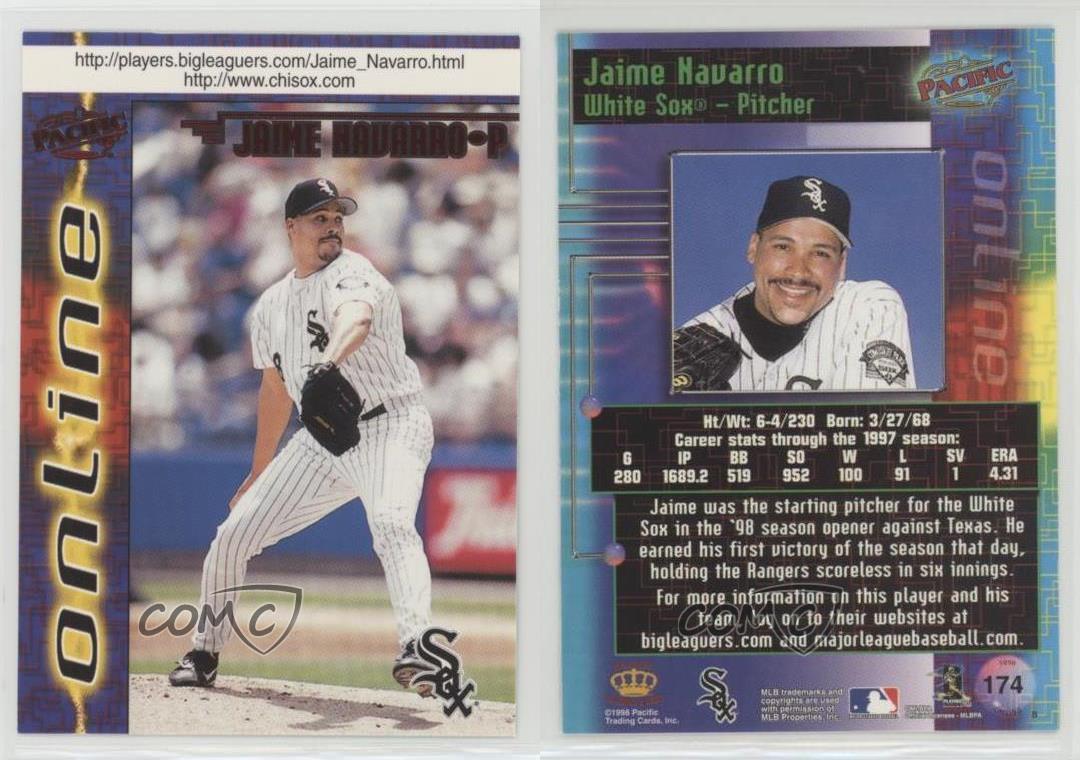 http://players.bigleaguers.com/Jaime_Navarro.html
http://www.chisox.com
PACIFIC
JAIME NAVARRO•P
online
Sox
COMC
Jaime Navarro
White Sox® – Pitcher
PACIFIC
online
Ht/Wt: 6-4/230 Born: 3/27/68
Career stats through the 1997 season:
G IP BB SO W L SV ERA
280 1689.2 519 952 100 91 1 4.31
Jaime was the starting pitcher for the White
Sox in the '98 season opener against Texas. He
earned his first victory of the season that day,
holding the Rangers scoreless in six innings.
For more information on this player and his
team, log on to their websites at
bigleaguers.com and majorleaguebaseball.com.
COMC
©1998 Pacific
Trading Cards, Inc.
Sox
MLB trademarks and
copyrights are used
with permission of
MLB Properties, Inc.
174